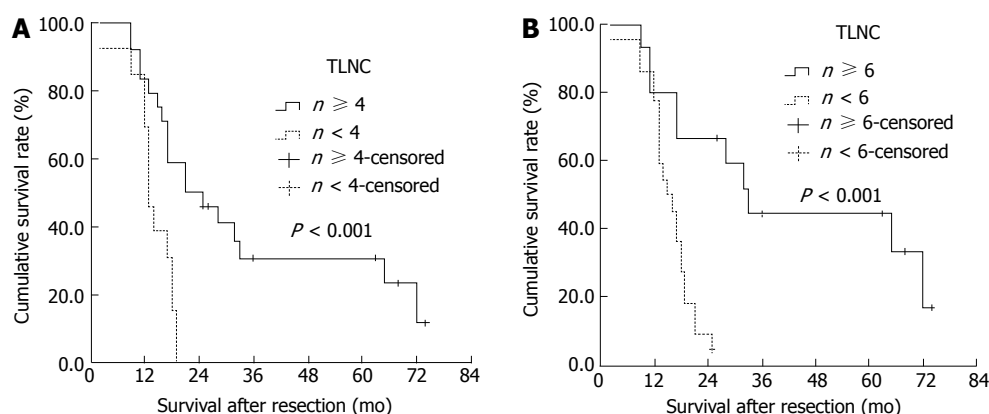 A
Cumulative survival rate (%)
100.0
80.0
60.0
40.0
20.0
0.0
TLNC
n ≥ 4
n < 4
n ≥ 4-censored
n < 4-censored
P < 0.001
0 12 24 36 48 60 72 84
Survival after resection (mo)
B
Cumulative survival rate (%)
100.0
80.0
60.0
40.0
20.0
0.0
TLNC
n ≥ 6
n < 6
n ≥ 6-censored
n < 6-censored
P < 0.001
0 12 24 36 48 60 72 84
Survival after resection (mo)